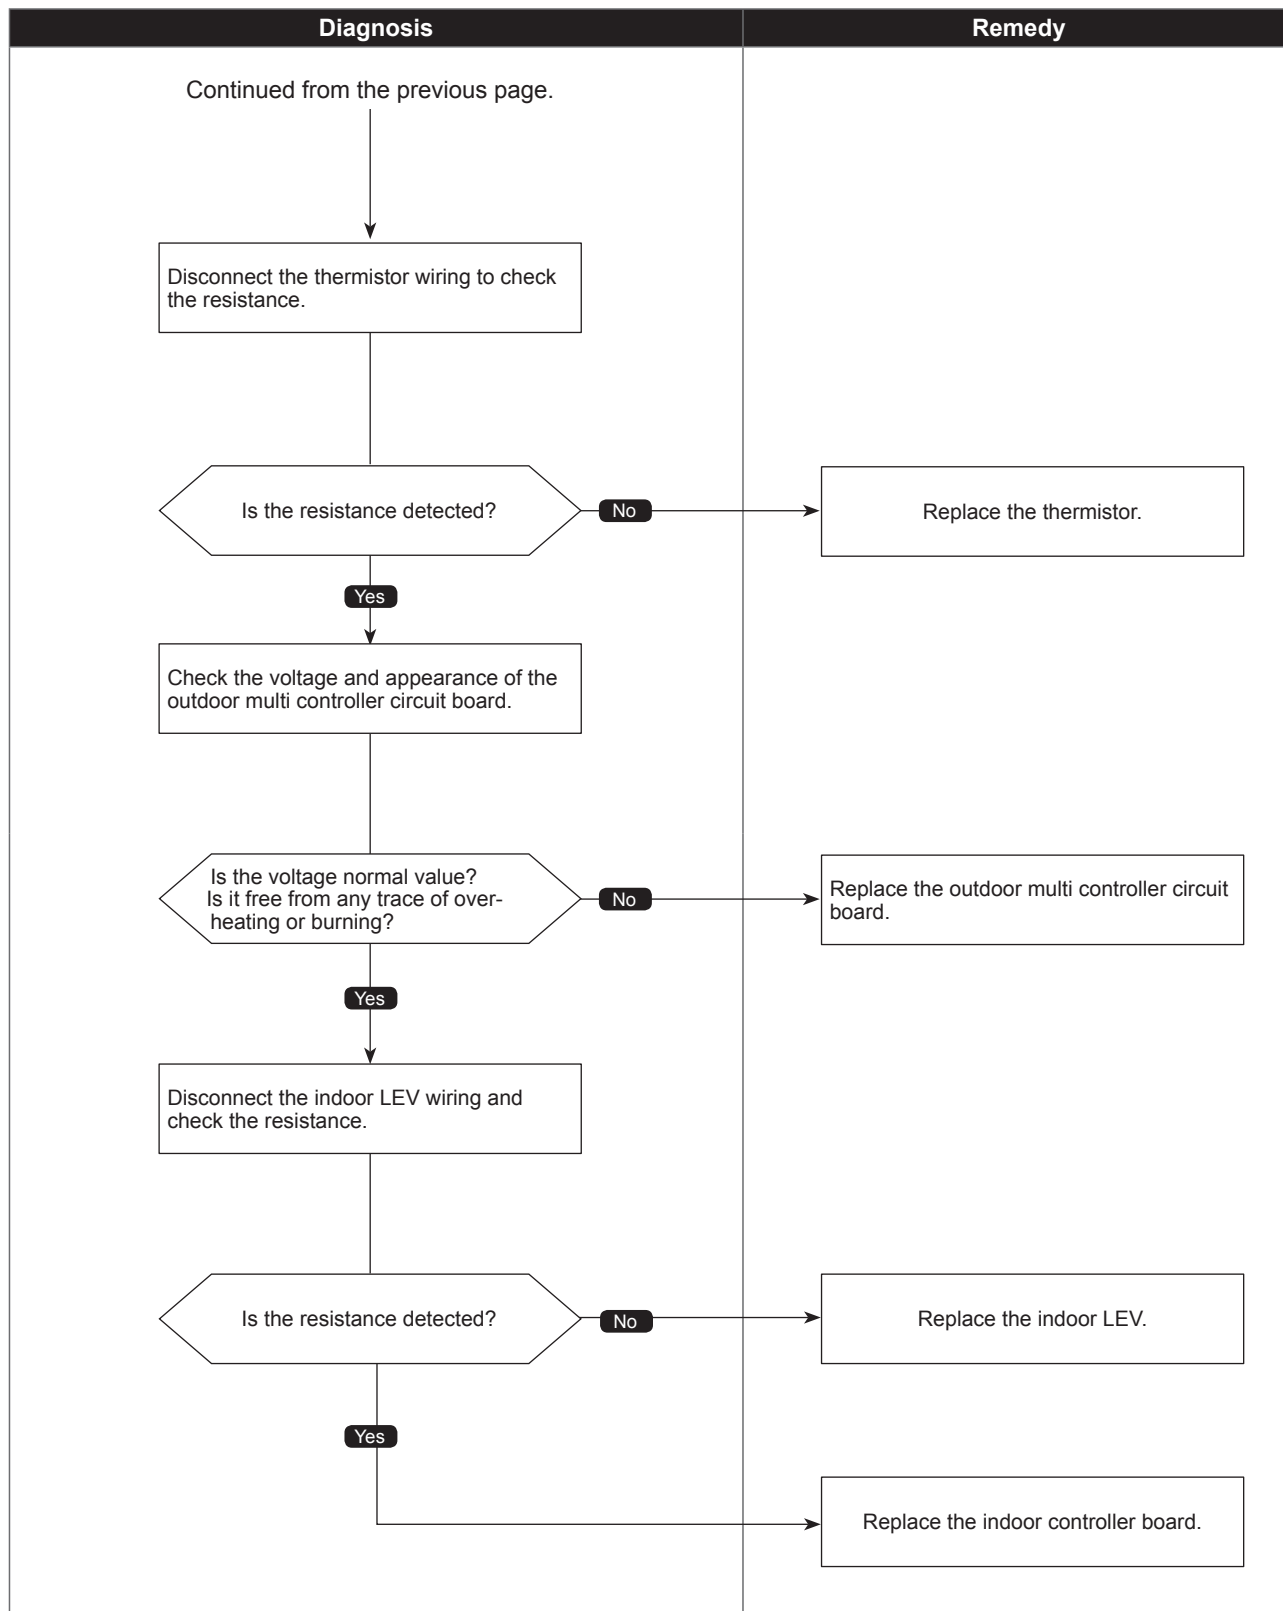 Diagnosis
Remedy
Continued from the previous page.
Disconnect the thermistor wiring to check
the resistance.
Is the resistance detected?
No
Replace the thermistor.
Yes
Check the voltage and appearance of the
outdoor multi controller circuit board.
Is the voltage normal value?
Is it free from any trace of over-
heating or burning?
No
Replace the outdoor multi controller circuit
board.
Yes
Disconnect the indoor LEV wiring and
check the resistance.
Is the resistance detected?
No
Replace the indoor LEV.
Yes
Replace the indoor controller board.